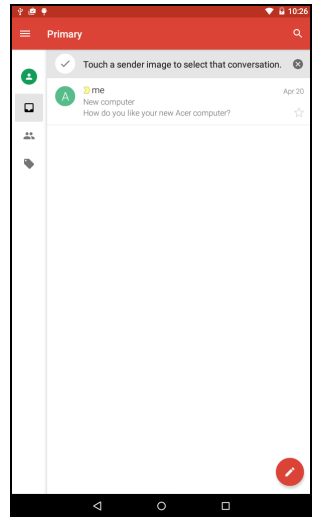 10:26
Primary
Touch a sender image to select that conversation.
A
me
Apr 20
New computer
How do you like your new Acer computer?